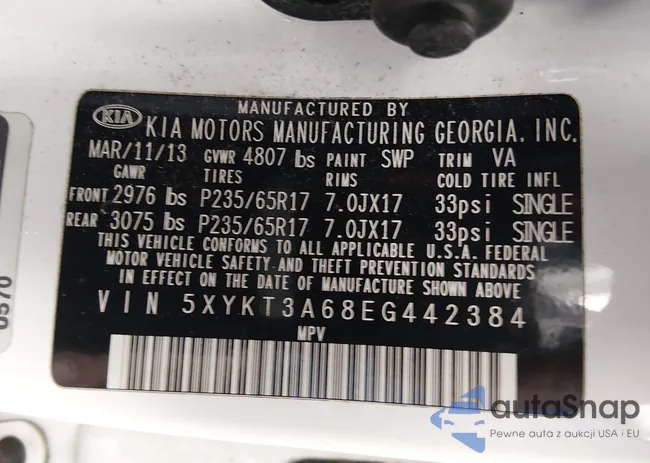 MANUFACTURED BY
KIA KIA MOTORS MANUFACTURING GEORGIA, INC.
MAR/11/13 GVWR 4807 lbs PAINT SWP TRIM VA
GAWR TIRES RIMS COLD TIRE INFL
FRONT 2976 lbs P235/65R17 7.0JX17 33psi SINGLE
REAR 3075 lbs P235/65R17 7.0JX17 33psi SINGLE
THIS VEHICLE CONFORMS TO ALL APPLICABLE U.S.A. FEDERAL
MOTOR VEHICLE SAFETY AND THEFT PREVENTION STANDARDS
IN EFFECT ON THE DATE OF MANUFACTURE SHOWN ABOVE
VIN 5XYKT3A68EG442384
MPV
0570
autaSnap
Pewne auta z aukcji USA i EU